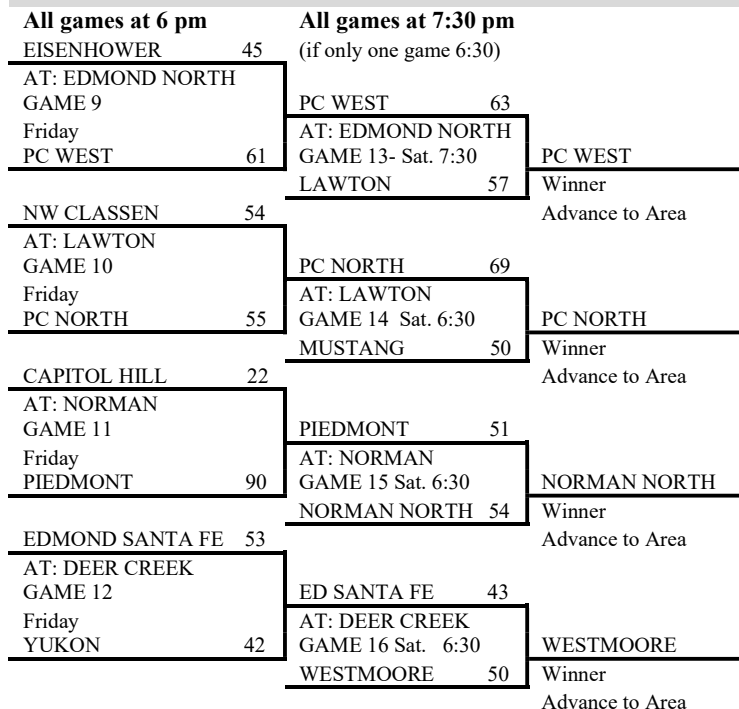 All games at 6 pm All games at 7:30 pm
EISENHOWER 45 (if only one game 6:30)
AT: EDMOND NORTH
GAME 9 PC WEST 63
Friday AT: EDMOND NORTH
PC WEST 61 GAME 13- Sat. 7:30 PC WEST
LAWTON 57 Winner
NW CLASSEN 54 Advance to Area
AT: LAWTON
GAME 10 PC NORTH 69
Friday AT: LAWTON
PC NORTH 55 GAME 14 Sat. 6:30 PC NORTH
MUSTANG 50 Winner
CAPITOL HILL 22 Advance to Area
AT: NORMAN
GAME 11 PIEDMONT 51
Friday AT: NORMAN
PIEDMONT 90 GAME 15 Sat. 6:30 NORMAN NORTH
NORMAN NORTH 54 Winner
EDMOND SANTA FE 53 Advance to Area
AT: DEER CREEK
GAME 12 ED SANTA FE 43
Friday AT: DEER CREEK
YUKON 42 GAME 16 Sat. 6:30 WESTMOORE
WESTMOORE 50 Winner
Advance to Area